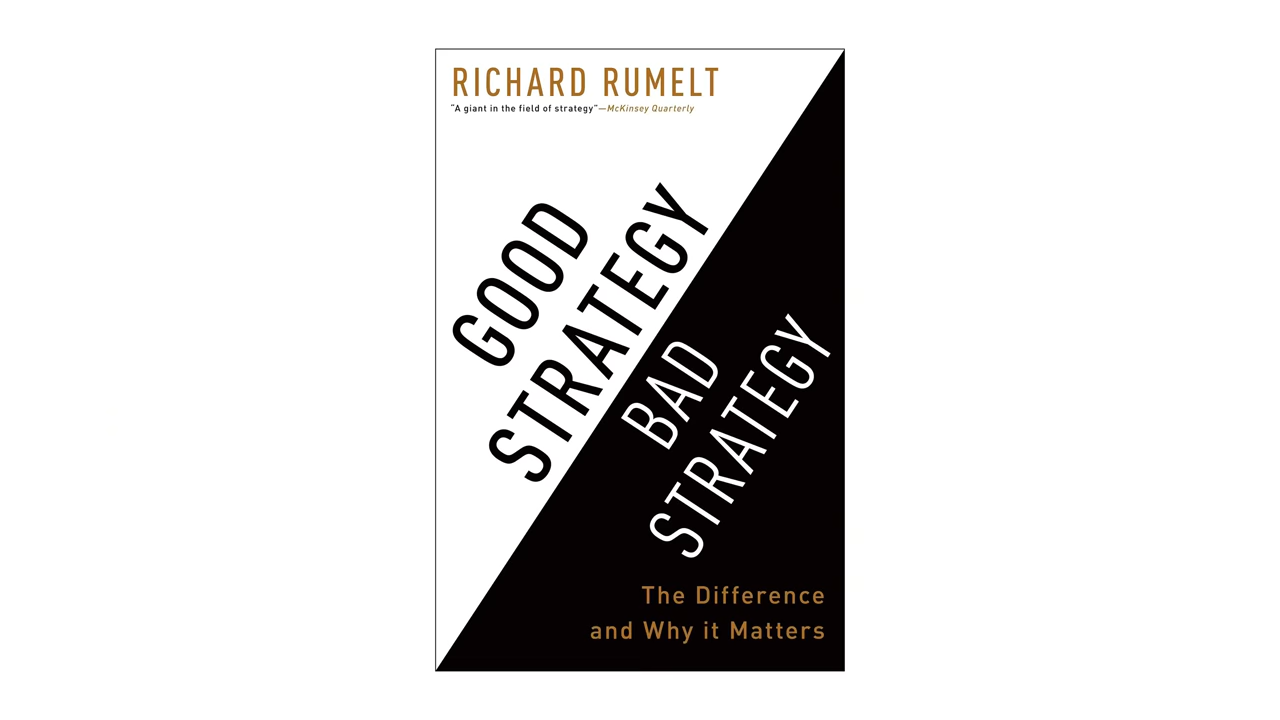 RICHARD RUMELT
"A giant in the field of strategy"—McKinsey Quarterly
GOOD
STRATEGY
BAD
STRATEGY
The Difference
and Why it Matters